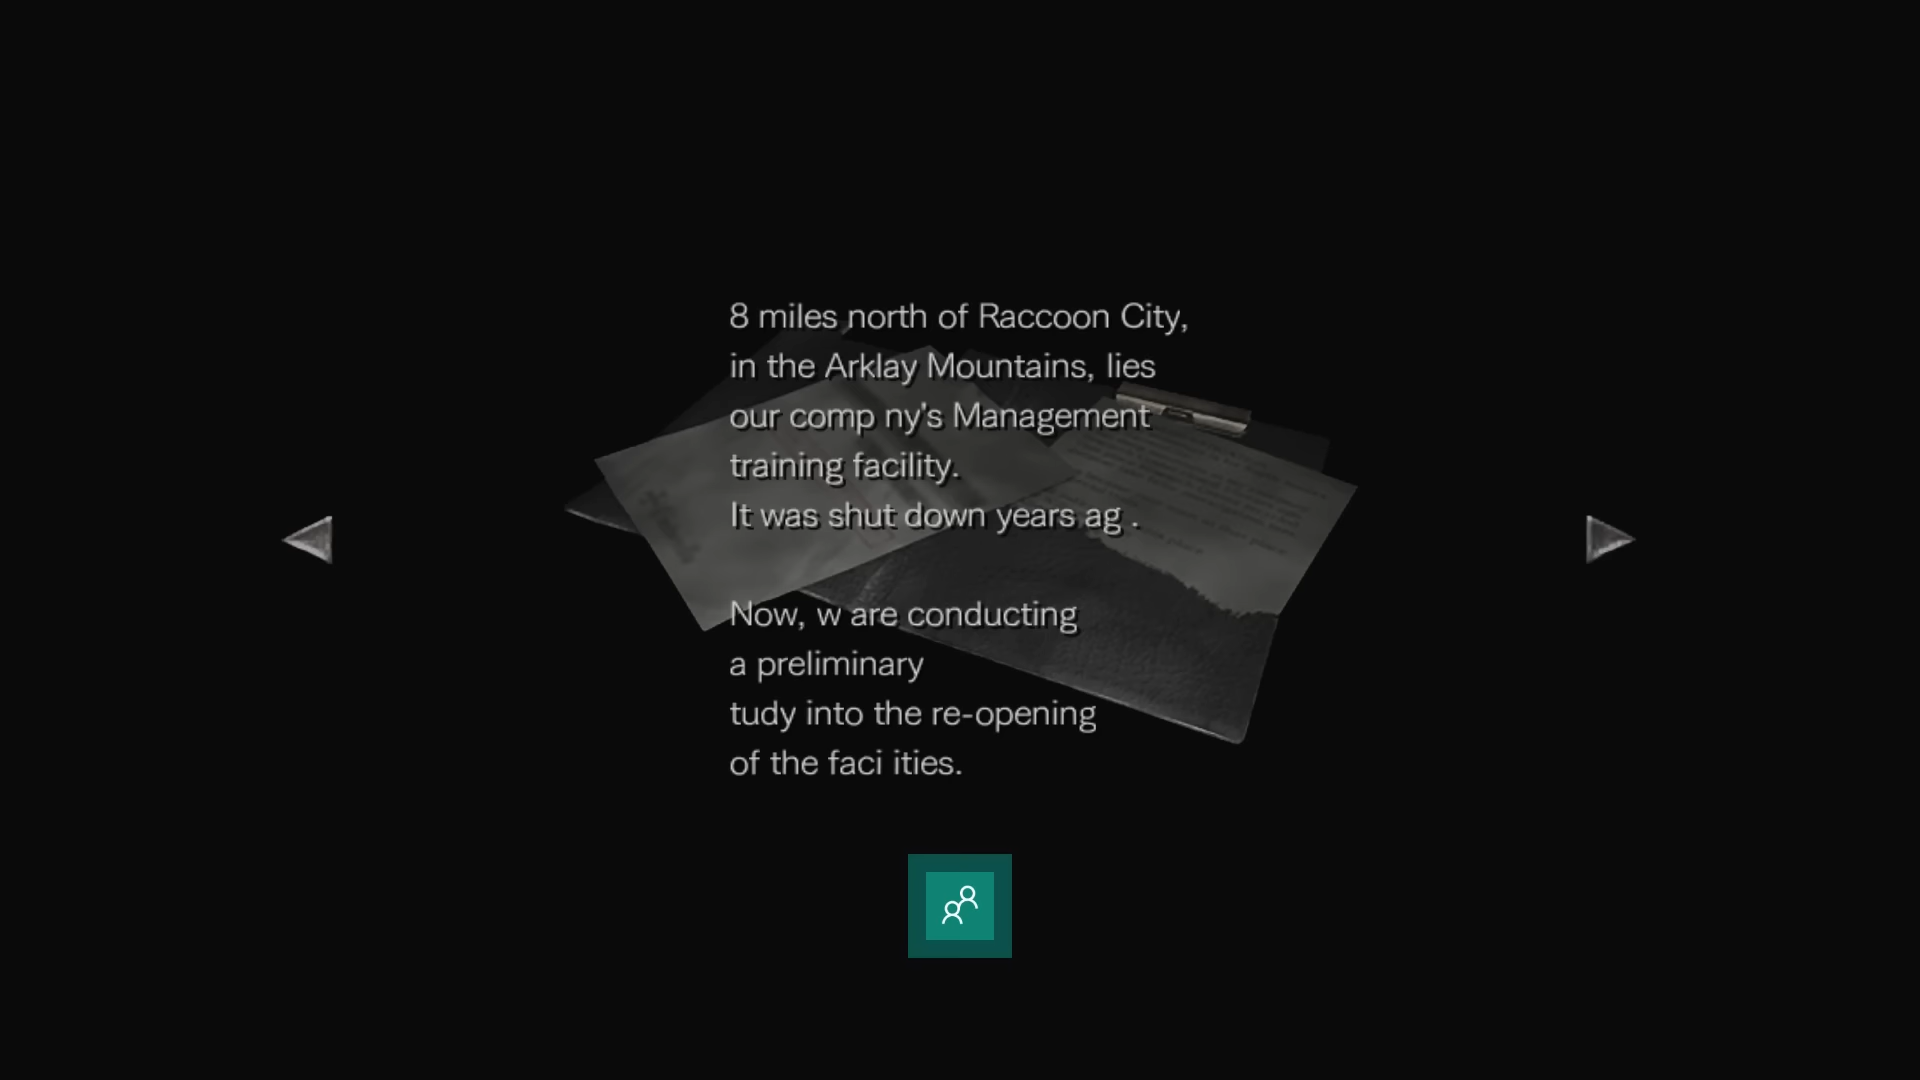 8 miles north of Raccoon City,
in the Arklay Mountains, lies
our comp ny's Management
training facility.
It was shut down years ag .
Now, w are conducting
a preliminary
tudy into the re-opening
of the faci ities.